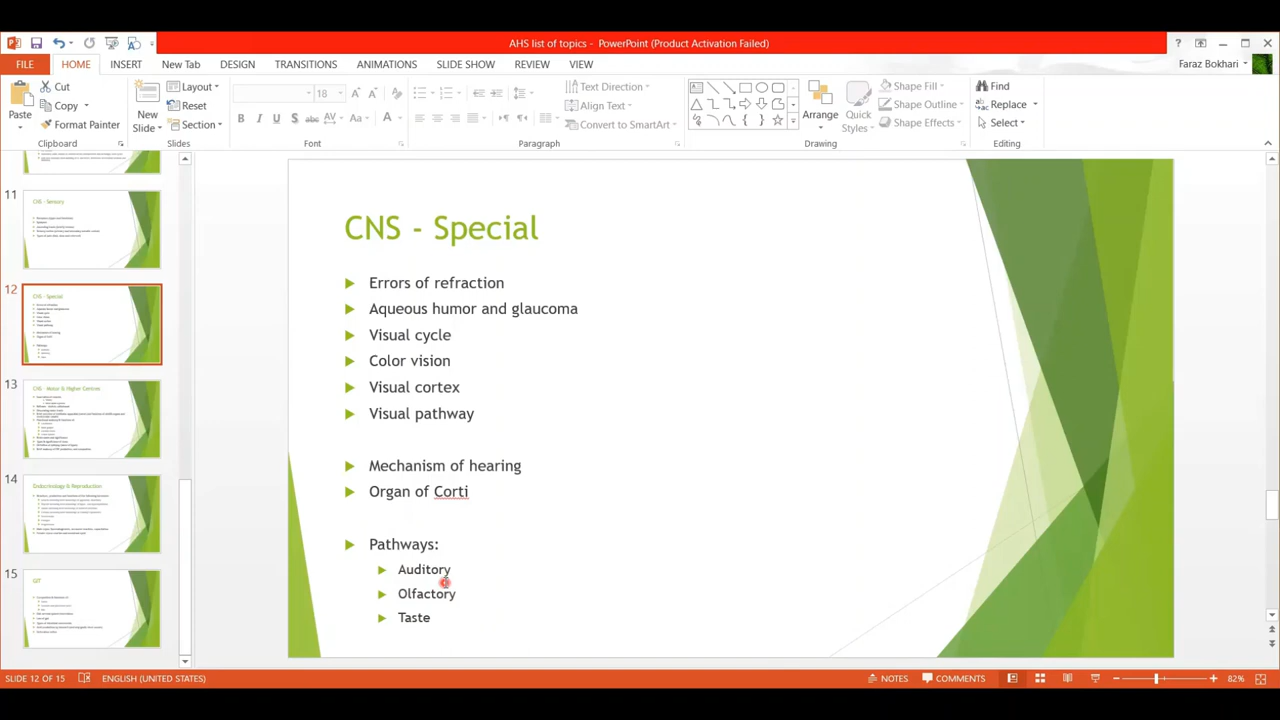 AHS list of topics - PowerPoint (Product Activation Failed)
FILE HOME INSERT New Tab DESIGN TRANSITIONS ANIMATIONS SLIDE SHOW REVIEW VIEW Faraz Bokhari
Paste
Cut
Copy
Format Painter
New Slide
Layout
Reset
Section
18
Text Direction
Align Text
Convert to SmartArt
Arrange
Quick Styles
Shape Fill
Shape Outline
Shape Effects
Find
Replace
Select
Clipboard Slides Font Paragraph Drawing Editing
11
CNS - Sensory
12
CNS - Special
13
CNS - Motor & Higher Centres
14
Endocrinology & Reproduction
15
GIT
CNS - Special
Errors of refraction
Aqueous humor and glaucoma
Visual cycle
Color vision
Visual cortex
Visual pathway
Mechanism of hearing
Organ of Corti
Pathways:
Auditory
Olfactory
Taste
SLIDE 12 OF 15 ENGLISH (UNITED STATES) NOTES COMMENTS 82%